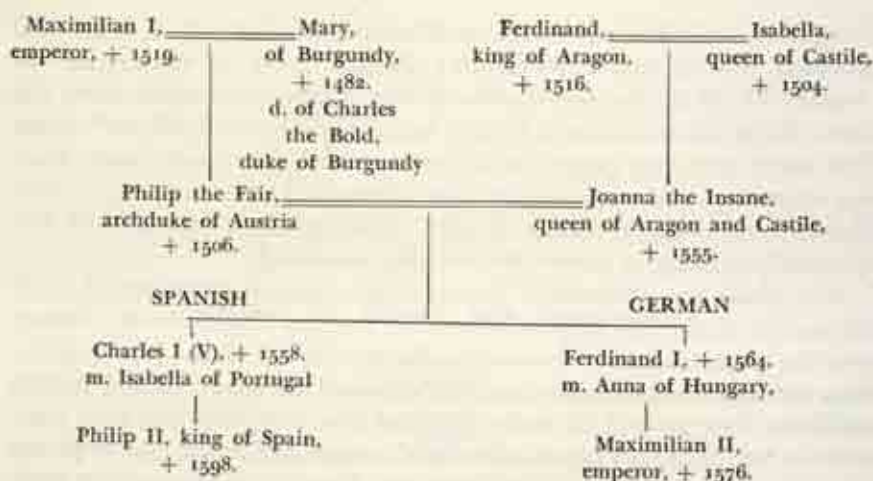 Maximilian I,
emperor, + 1519.
Mary,
of Burgundy,
+ 1482.
d. of Charles
the Bold,
duke of Burgundy
Ferdinand,
king of Aragon,
+ 1516.
Isabella,
queen of Castile,
+ 1504.
Philip the Fair,
archduke of Austria
+ 1506.
Joanna the Insane,
queen of Aragon and Castile,
+ 1555.
SPANISH
GERMAN
Charles I (V), + 1558.
m. Isabella of Portugal
Ferdinand I, + 1564.
m. Anna of Hungary,
Philip II, king of Spain,
+ 1598.
Maximilian II,
emperor, + 1576.